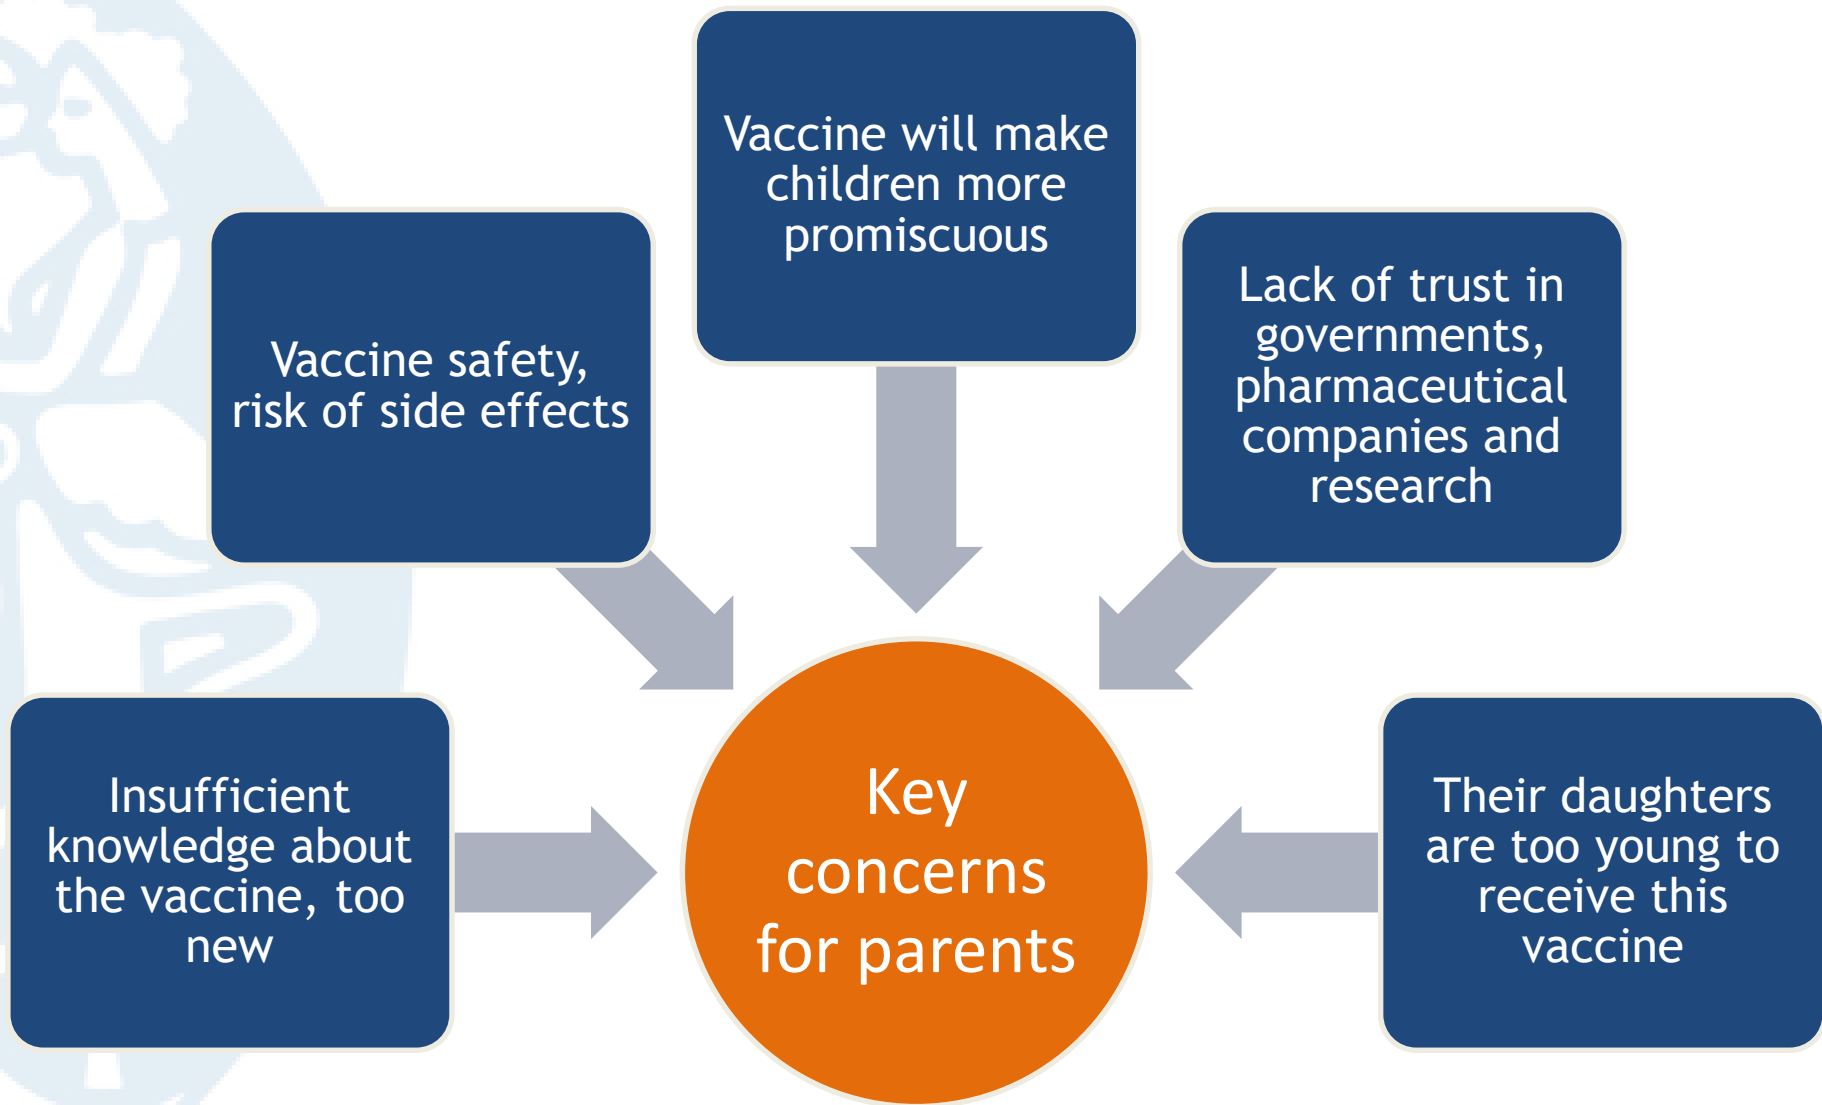 Vaccine will make
children more
promiscuous
Vaccine safety,
risk of side effects
Lack of trust in
governments,
pharmaceutical
companies and
research
Insufficient
knowledge about
the vaccine, too
new
Key
concerns
for parents
Their daughters
are too young to
receive this
vaccine